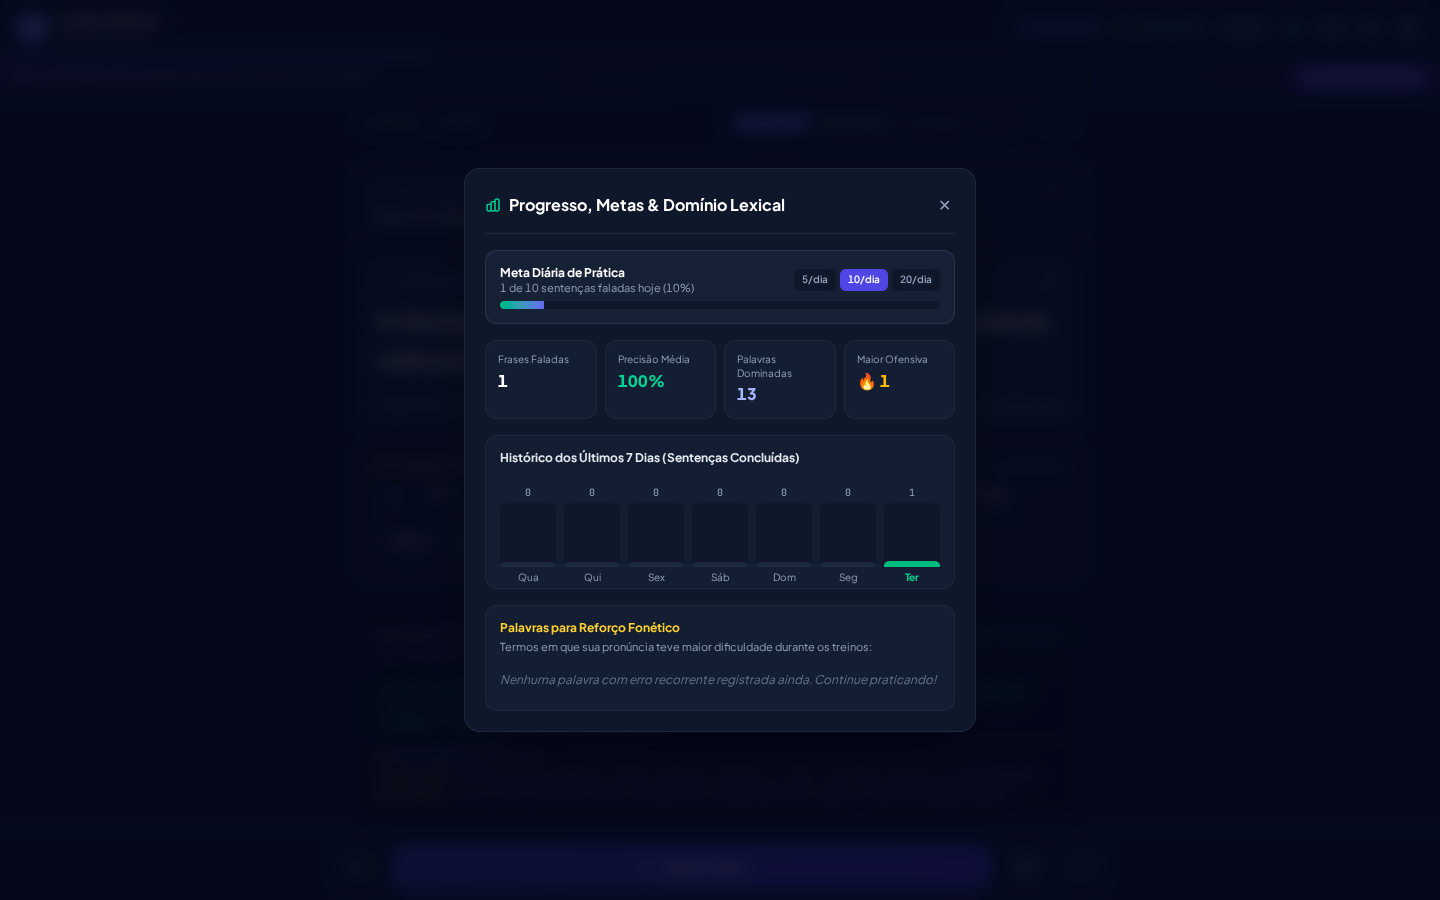 Progresso, Metas & Domínio Lexical
Meta Diária de Prática
1 de 10 sentenças faladas hoje (10%)
5/dia
10/dia
20/dia
Frases Faladas
1
Precisão Média
100%
Palavras
Dominadas
13
Maior Ofensiva
🔥 1
Histórico dos Últimos 7 Dias (Sentenças Concluídas)
0 0 0 0 0 0 1
Qua Qui Sex Sáb Dom Seg Ter
Palavras para Reforço Fonético
Termos em que sua pronúncia teve maior dificuldade durante os treinos:
Nenhuma palavra com erro recorrente registrada ainda. Continue praticando!